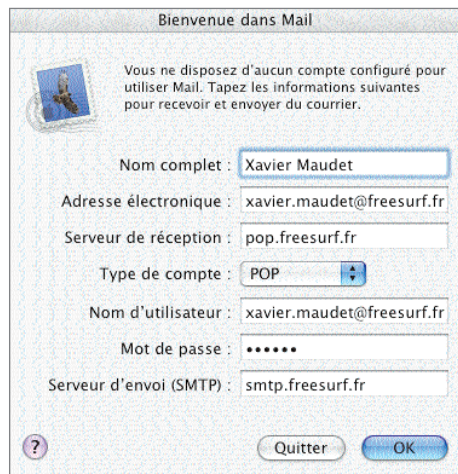 Bienvenue dans Mail
Vous ne disposez d'aucun compte configuré pour
utiliser Mail. Tapez les informations suivantes
pour recevoir et envoyer du courrier.
Nom complet : Xavier Maudet
Adresse électronique : xavier.maudet@freesurf.fr
Serveur de réception : pop.freesurf.fr
Type de compte : POP
Nom d'utilisateur : xavier.maudet@freesurf.fr
Mot de passe : ••••••
Serveur d'envoi (SMTP) : smtp.freesurf.fr
? Quitter OK